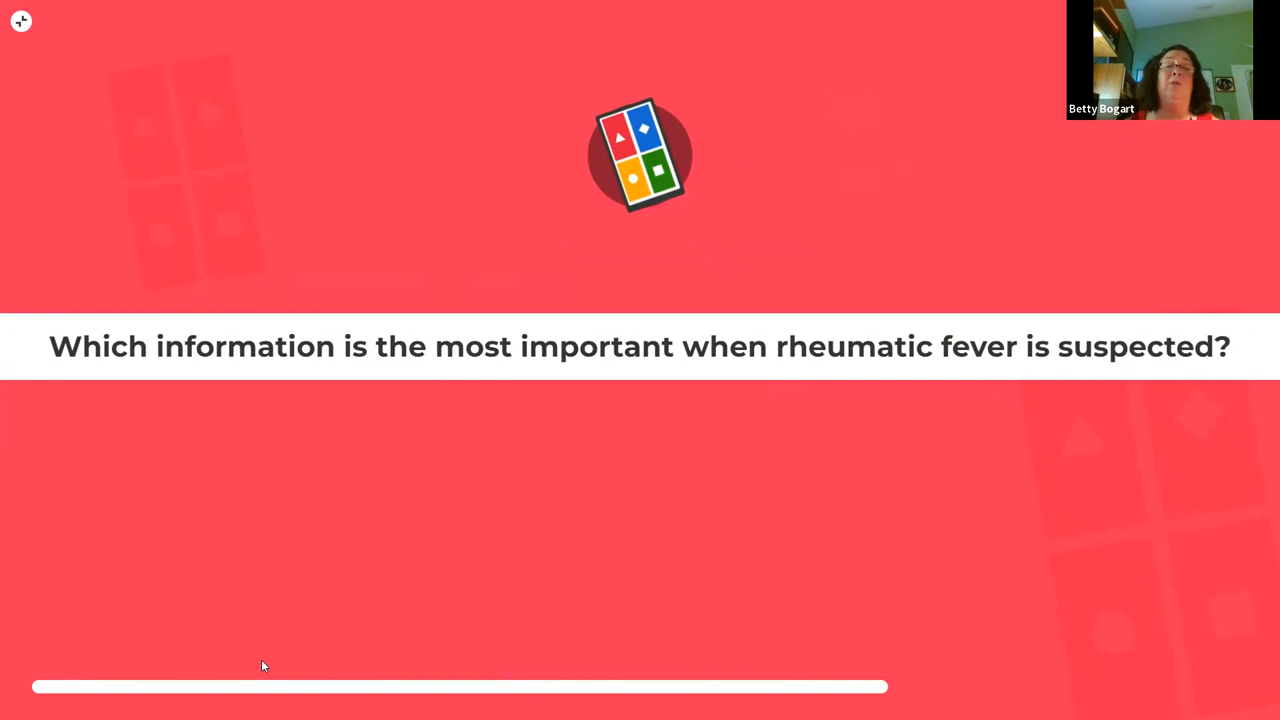 Betty Bogart
Which information is the most important when rheumatic fever is suspected?